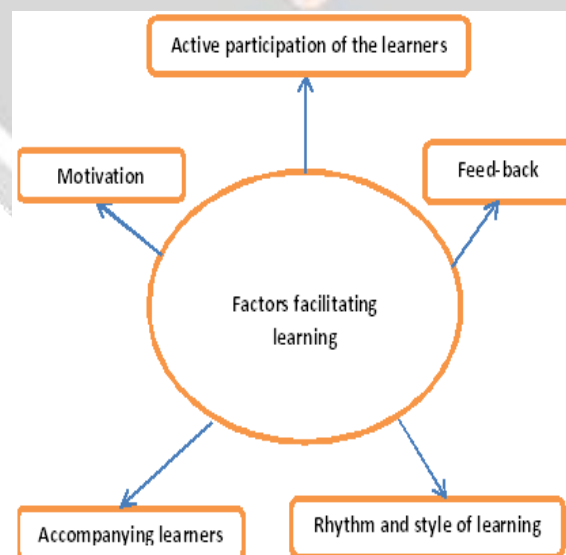 Active participation of the learners
Motivation
Feed-back
Factors facilitating
learning
Accompanying learners
Rhythm and style of learning